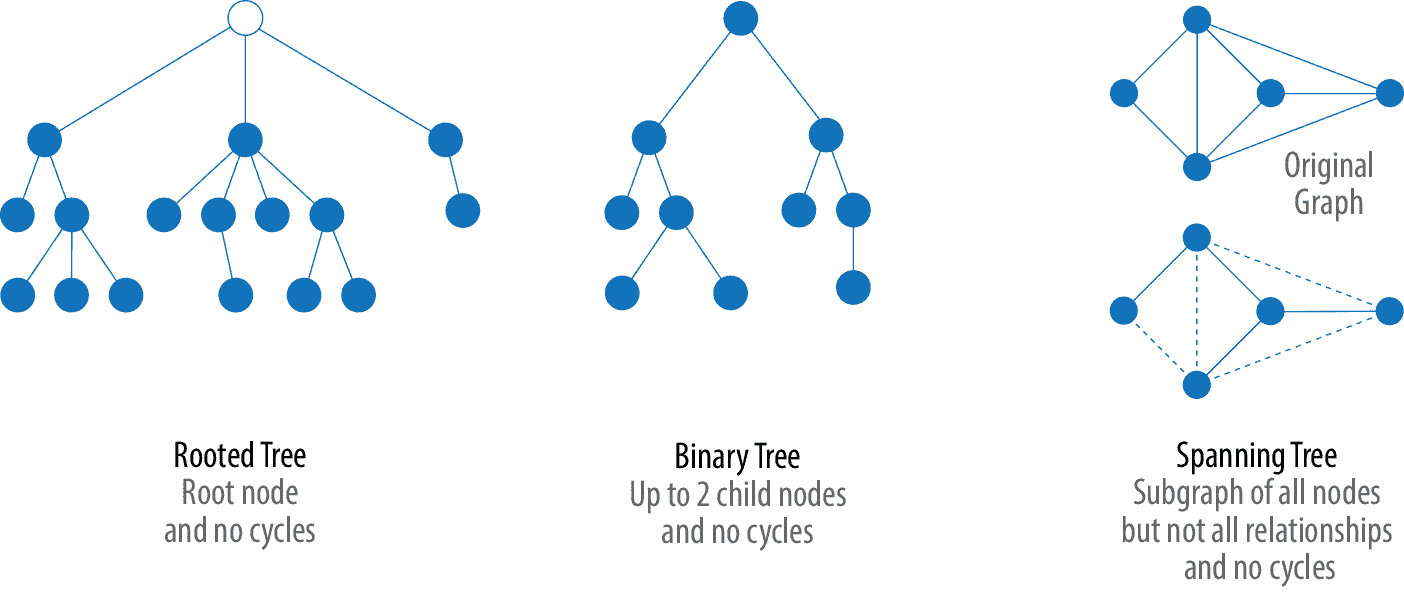 Original
Graph
Rooted Tree
Root node
and no cycles
Binary Tree
Up to 2 child nodes
and no cycles
Spanning Tree
Subgraph of all nodes
but not all relationships
and no cycles